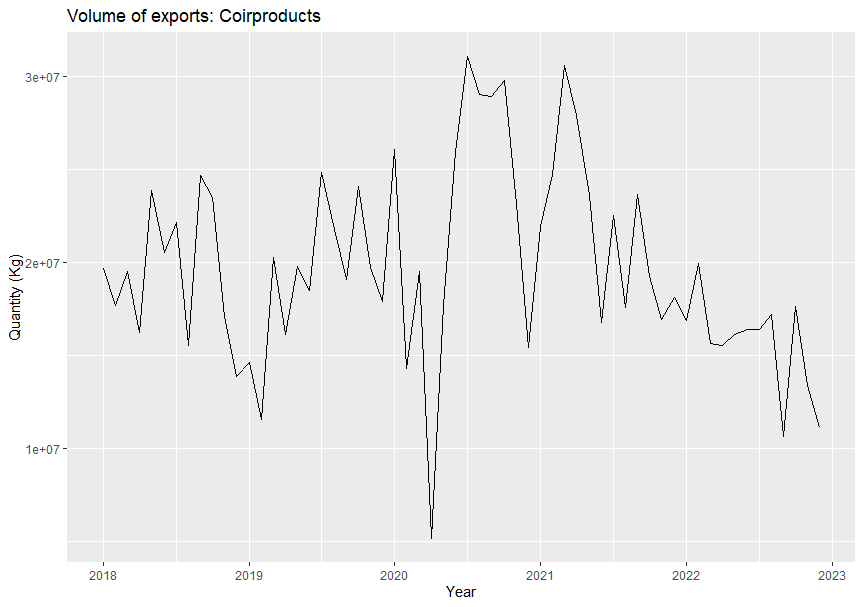 Volume of exports: Coirproducts
3e+07
2e+07
1e+07
Quantity (Kg)
2018 2019 2020 2021 2022 2023
Year